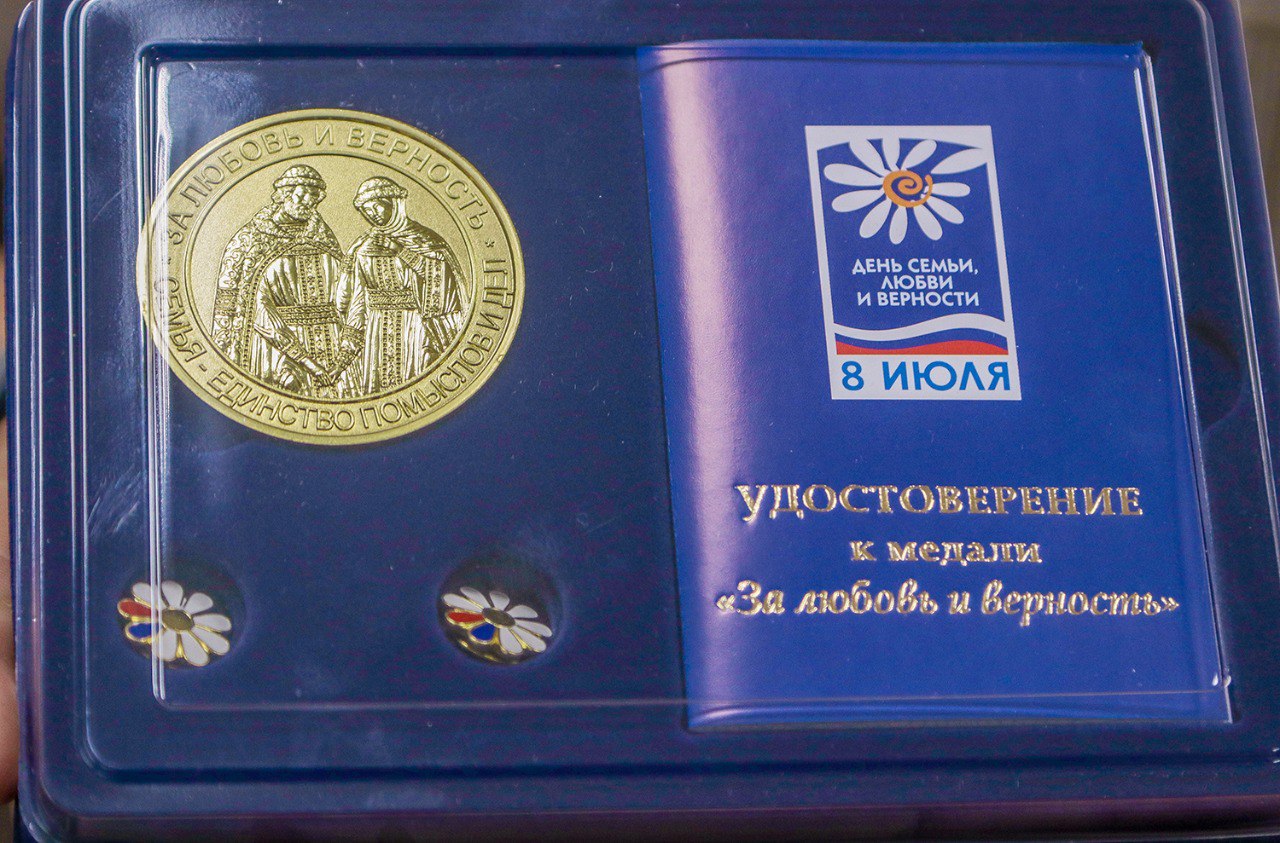 ЗА ЛЮБОВЬ И ВЕРНОСТЬ *
СЕМЬЯ - ЕДИНСТВО ПОМЫСЛОВ И ДЕЛ
ДЕНЬ СЕМЬИ,
ЛЮБВИ
И ВЕРНОСТИ
8 ИЮЛЯ
УДОСТОВЕРЕНИЕ
к медали
«За любовь и верность»